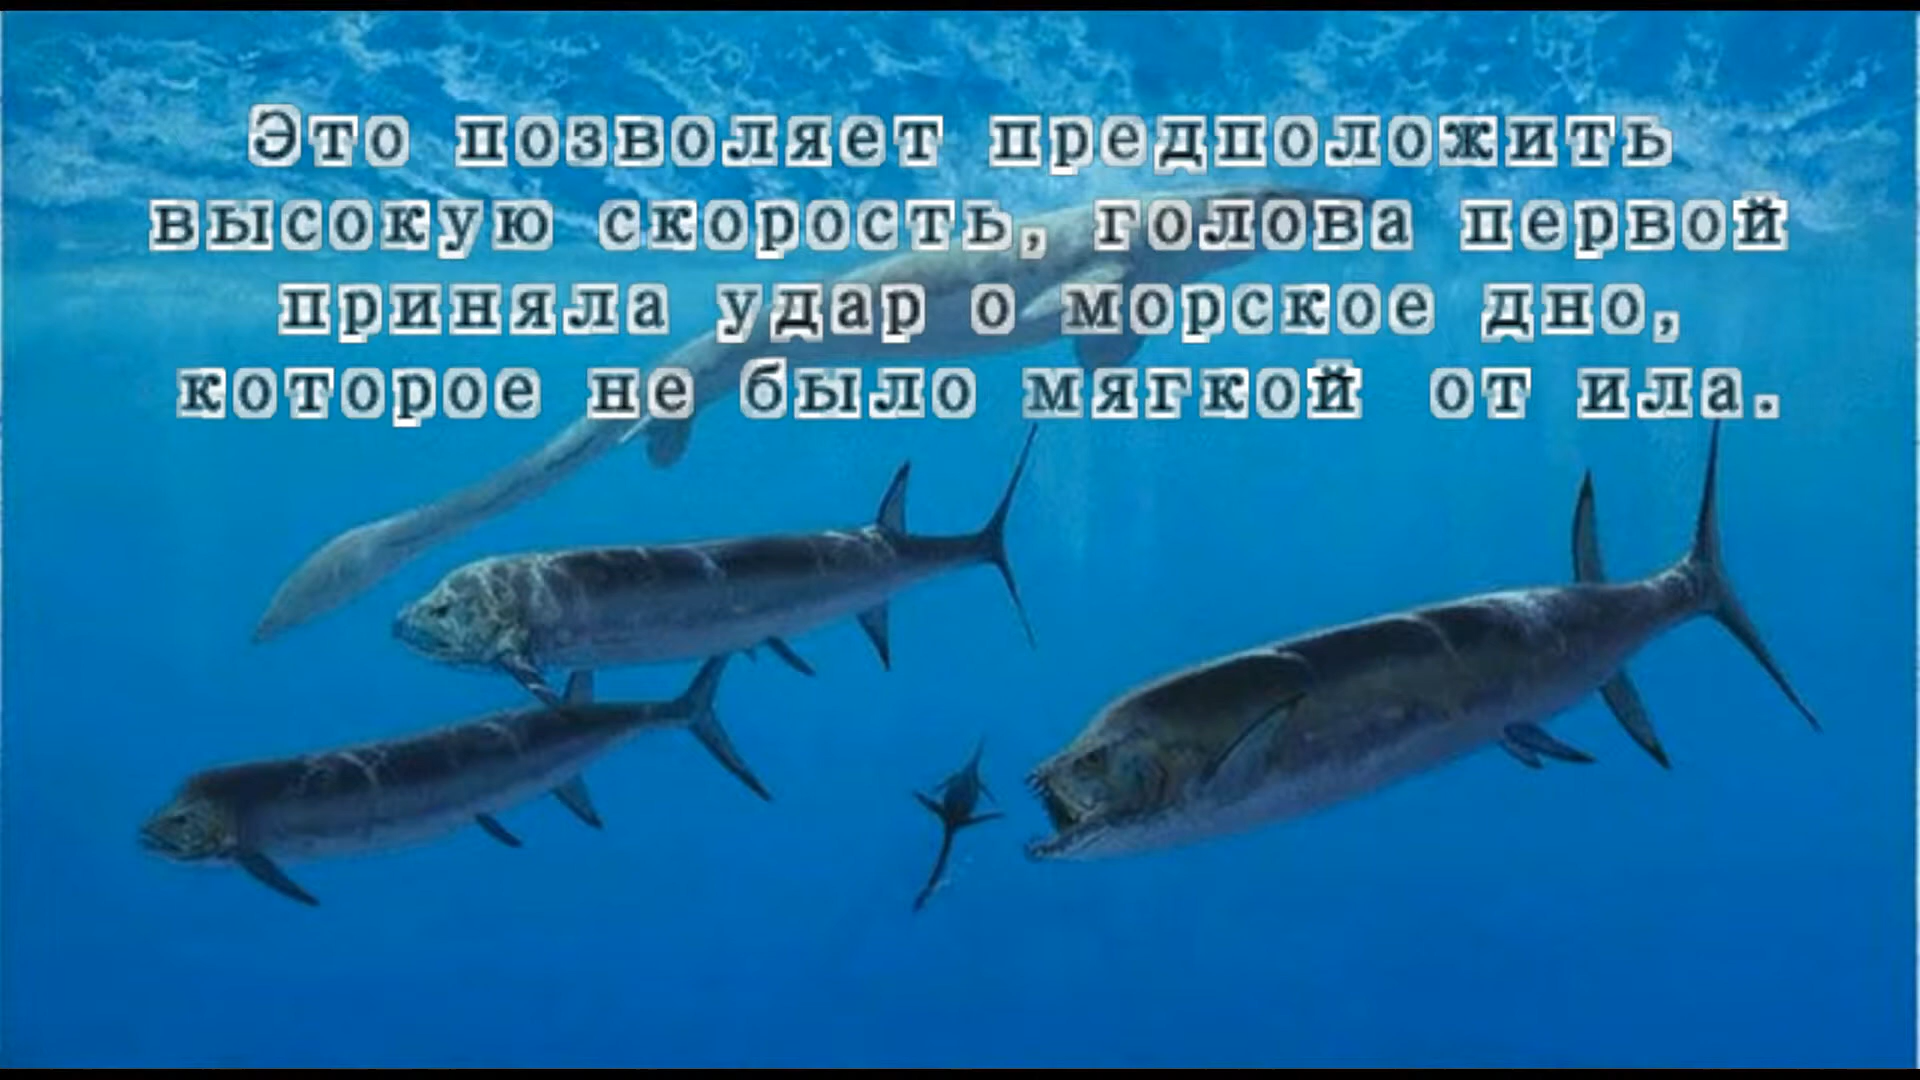 Это позволяет предположить
высокую скорость, голова первой
приняла удар о морское дно,
которое не было мягкой от ила.